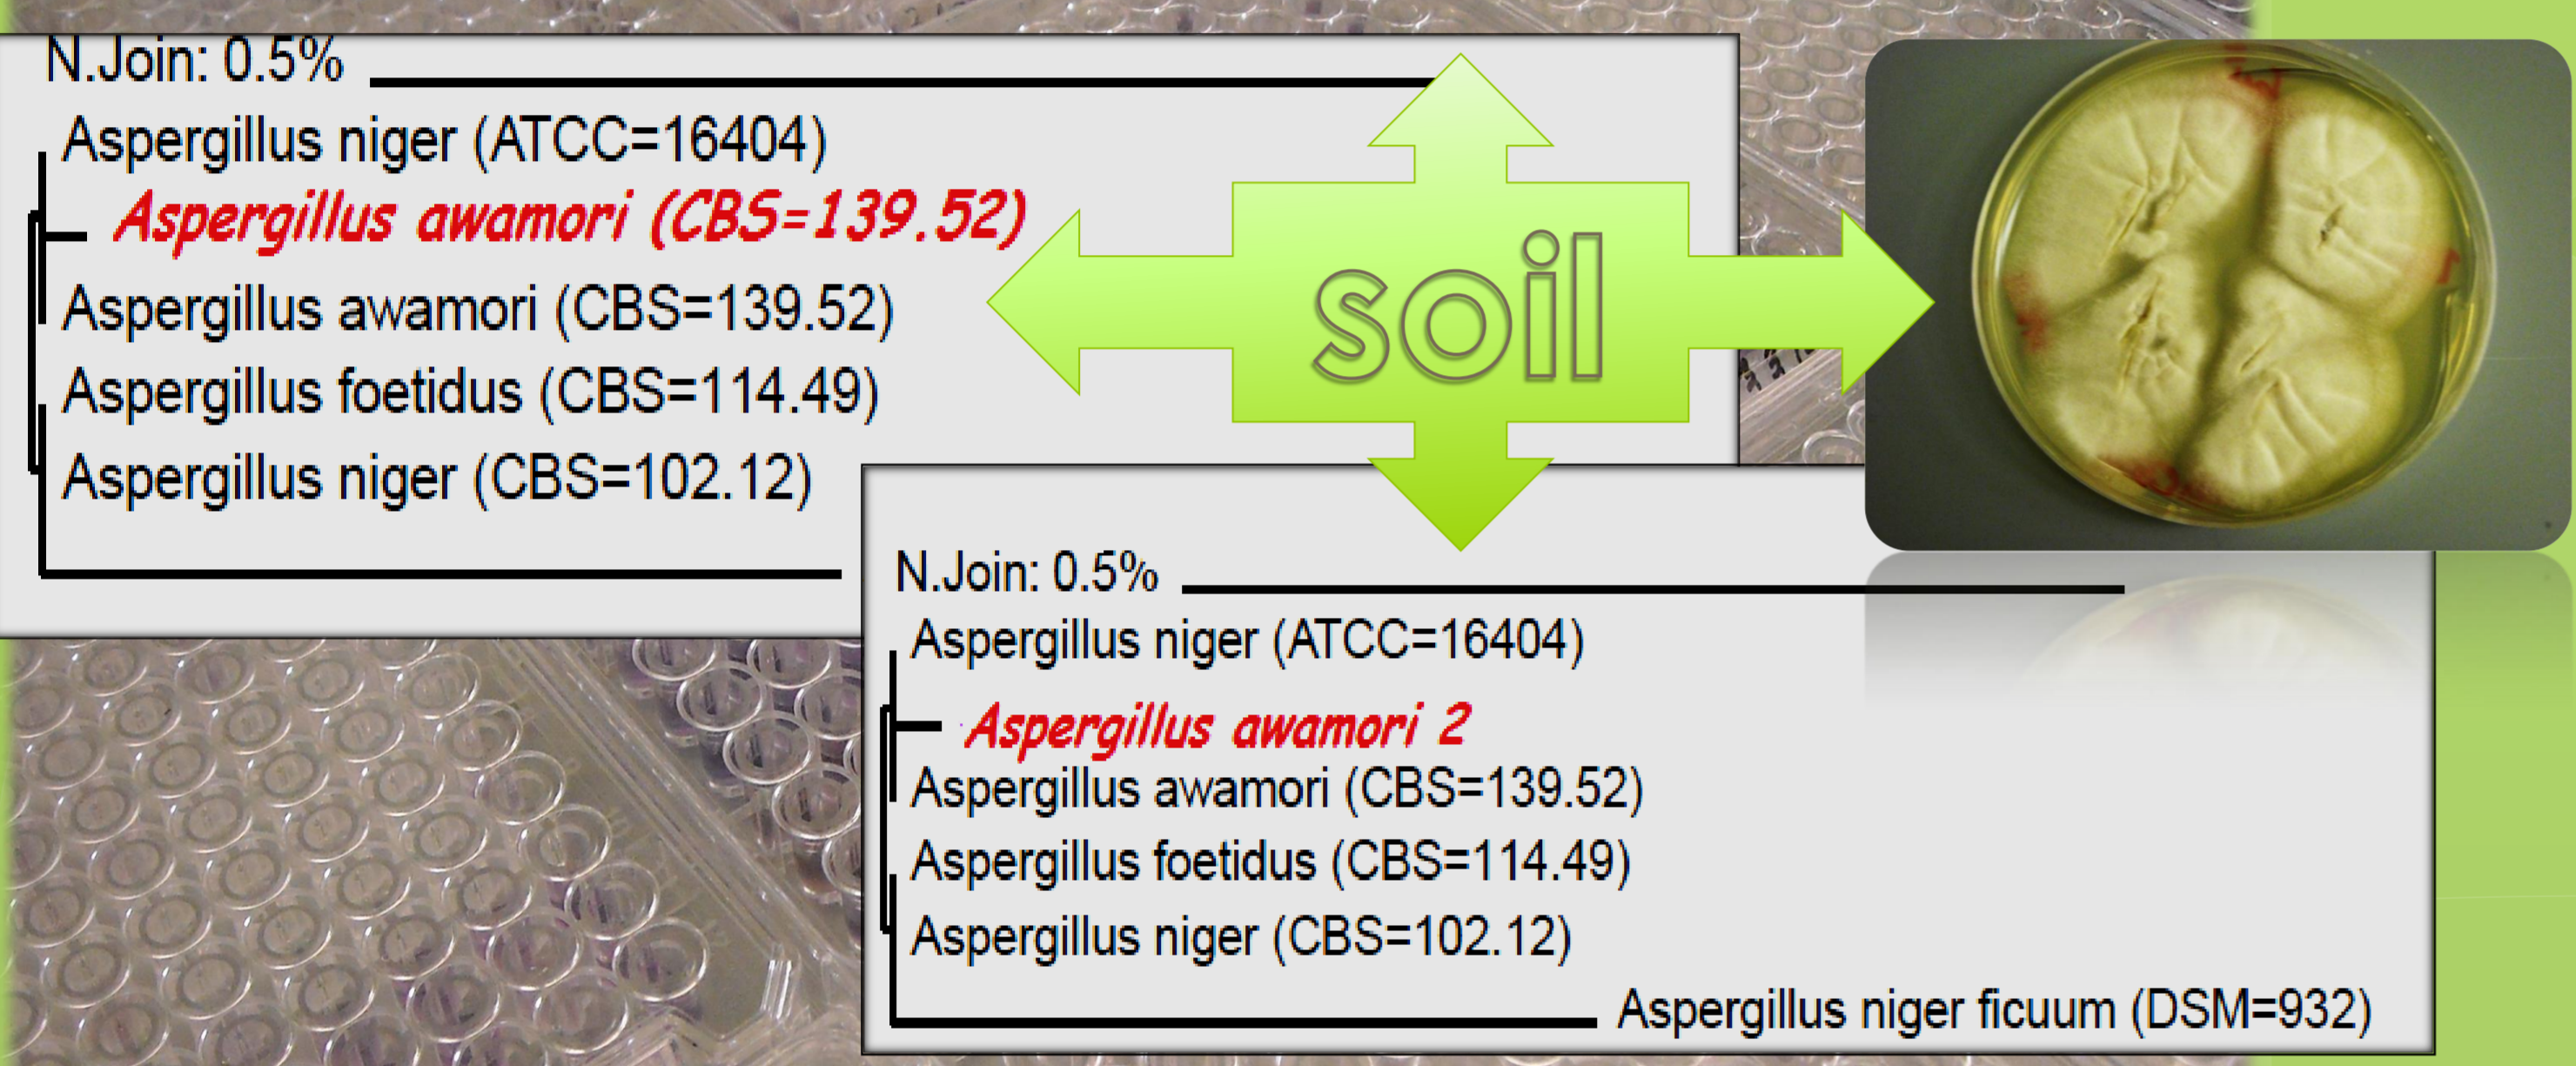 N.Join: 0.5%
Aspergillus niger (ATCC=16404)
Aspergillus awamori (CBS=139.52)
Aspergillus awamori (CBS=139.52)
Aspergillus foetidus (CBS=114.49)
Aspergillus niger (CBS=102.12)
soil
N.Join: 0.5%
Aspergillus niger (ATCC=16404)
Aspergillus awamori 2
Aspergillus awamori (CBS=139.52)
Aspergillus foetidus (CBS=114.49)
Aspergillus niger (CBS=102.12)
Aspergillus niger ficuum (DSM=932)